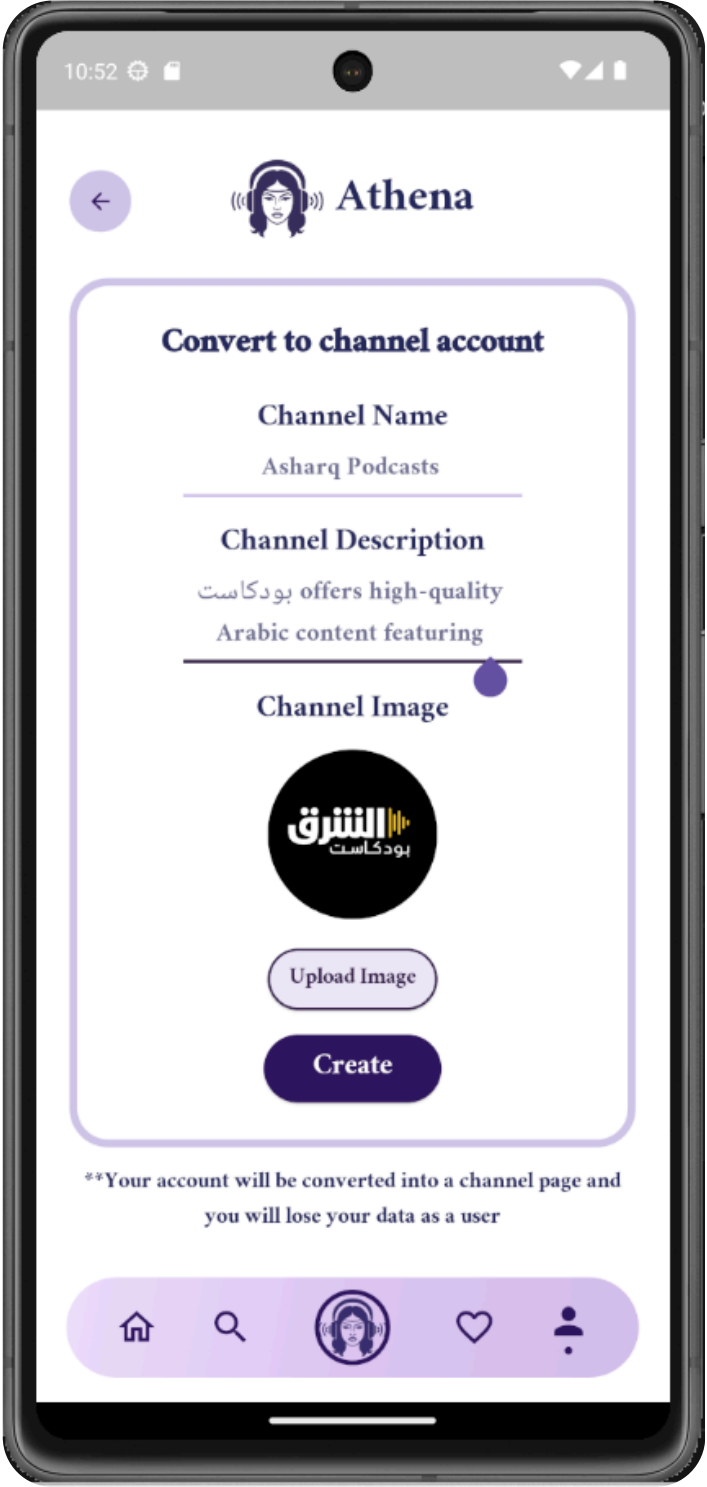 10:52
Athena
Convert to channel account
Channel Name
Asharq Podcasts
Channel Description
بودكاست offers high-quality
Arabic content featuring
Channel Image
الشرق
بودكاست
Upload Image
Create
**Your account will be converted into a channel page and
you will lose your data as a user